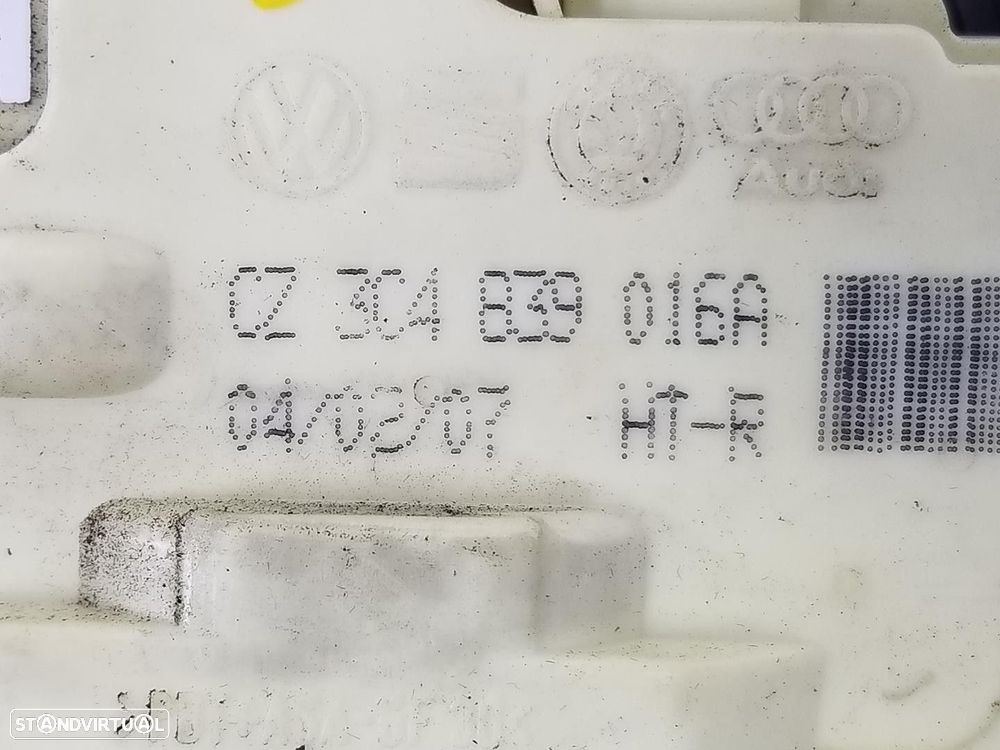 Audi
CZ 3C4 839 016A
04/02/07 HT-R
STANDVIRTUAL